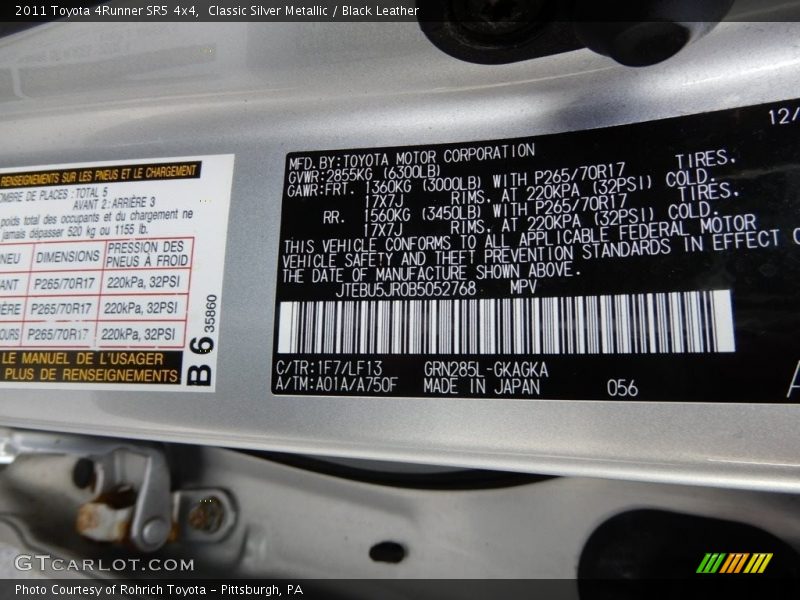 2011 Toyota 4Runner SR5 4x4,  Classic Silver Metallic / Black Leather
RENSEIGNEMENTS SUR LES PNEUS ET LE CHARGEMENT
DE PLACES : TOTAL 5
AVANT 2 : ARRIÈRE 3
poids total des occupants et du chargement ne
jamais dépasser 520 kg ou 1155 lb.
DIMENSIONS PRESSION DES PNEUS À FROID
P265/70R17 220kPa, 32PSI
P265/70R17 220kPa, 32PSI
P265/70R17 220kPa, 32PSI
LE MANUEL DE L'USAGER
PLUS DE RENSEIGNEMENTS
B6 35860
12/
MFD. BY: TOYOTA MOTOR CORPORATION
GVWR: 2855KG (6300LB)
GAWR: FRT. 1360KG (3000LB) WITH P265/70R17 TIRES.
17X7J RIMS. AT 220KPA (32PSI) COLD.
RR. 1560KG (3450LB) WITH P265/70R17 TIRES.
17X7J RIMS. AT 220KPA (32PSI) COLD.
THIS VEHICLE CONFORMS TO ALL APPLICABLE FEDERAL MOTOR
VEHICLE SAFETY AND THEFT PREVENTION STANDARDS IN EFFECT
THE DATE OF MANUFACTURE SHOWN ABOVE.
JTEBU5JR0B5052768 MPV
C/TR: 1F7/LF13 GRN285L-GKAGKA
A/TM: A01A/A750F MADE IN JAPAN 056
GTCARLOT.COM
Photo Courtesy of Rohrich Toyota - Pittsburgh, PA